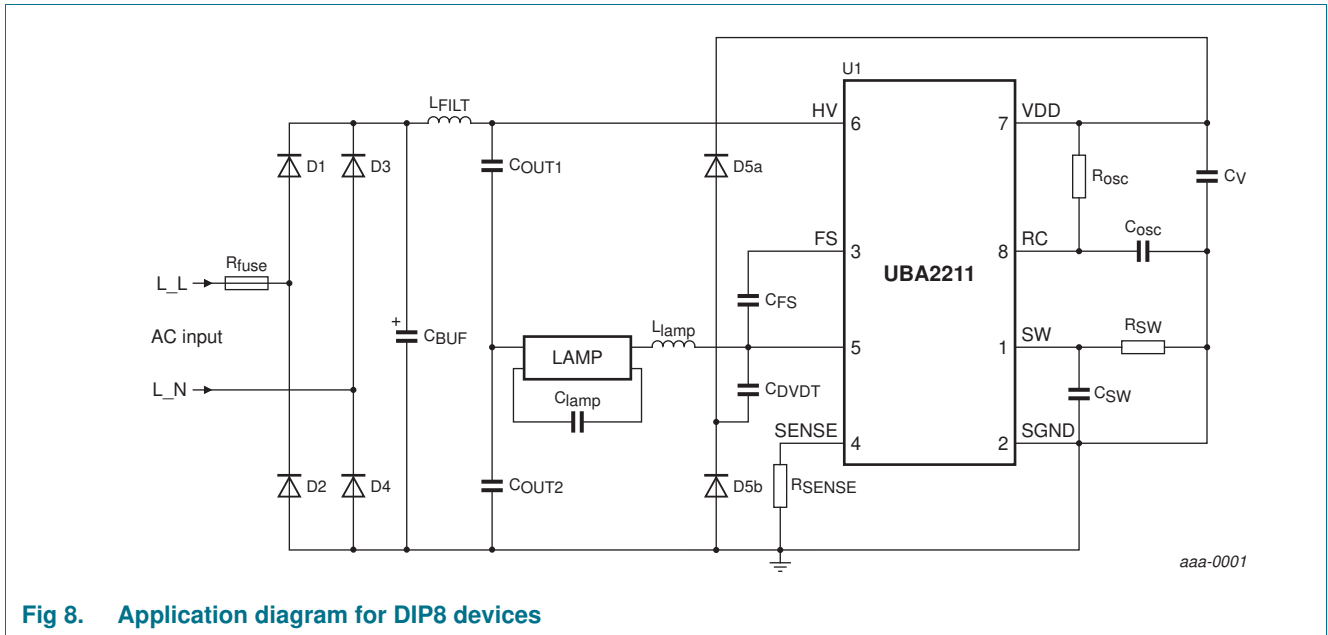 U1
LFILT
HV
6
7
VDD
D1
D3
COUT1
D5a
Rosc
CV
Rfuse
FS
3
8
RC
Cosc
L_L
UBA2211
CFS
AC input
+
CBUF
Llamp
LAMP
5
1
SW
RSW
L_N
Clamp
CDVDT
CSW
SENSE
4
2
SGND
D2
D4
COUT2
D5b
RSENSE
aaa-0001
Fig 8. Application diagram for DIP8 devices